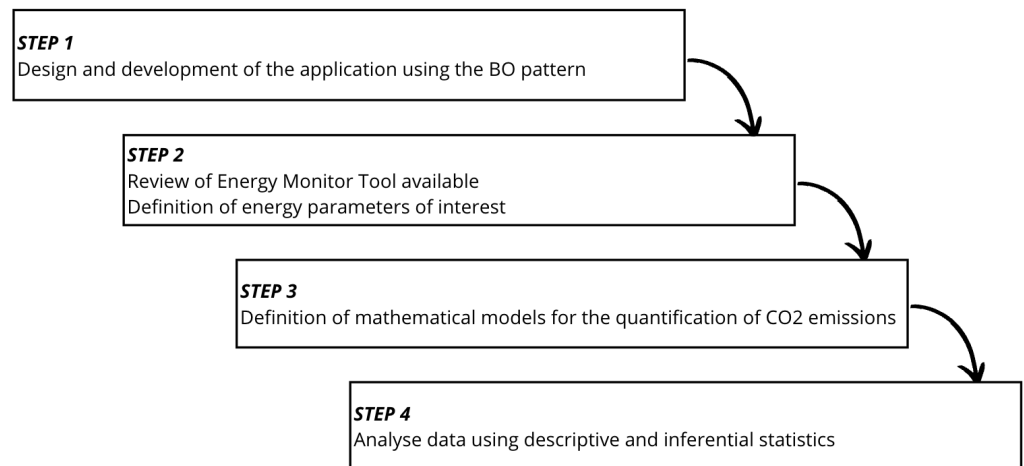 STEP 1
Design and development of the application using the BO pattern
STEP 2
Review of Energy Monitor Tool available
Definition of energy parameters of interest
STEP 3
Definition of mathematical models for the quantification of CO2 emissions
STEP 4
Analyse data using descriptive and inferential statistics